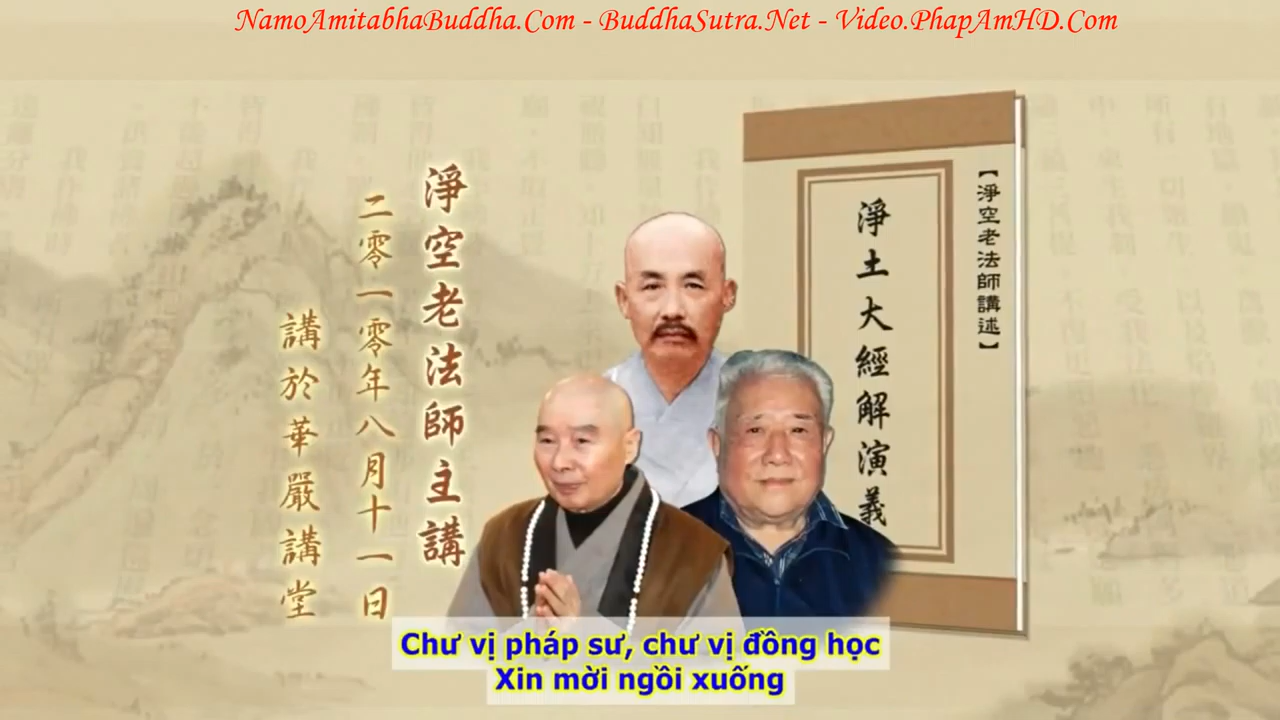 NamoAmitabhaBuddha.Com - BuddhaSutra.Net - Video.PhapAmHD.Com
【淨空老法師講述】
淨土大經解演義
淨空老法師主講
二零一零年八月十一日
講於華嚴講堂
Chư vị pháp sư, chư vị đồng học
Xin mời ngồi xuống